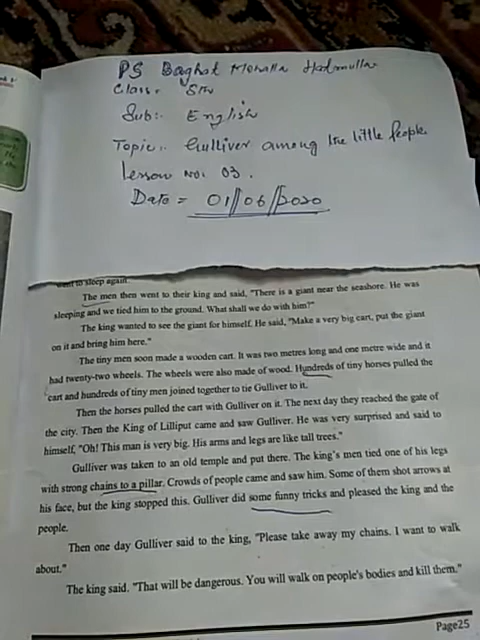 PS Baghat Mohalla Hadmulla
Class. 5th
Sub:- English
Topic:- Gulliver among the little People
Lesson No: 03.
Date = 01/06/2020
went to sleep again.
The men then went to their king and said, "There is a giant near the seashore. He was
sleeping and we tied him to the ground. What shall we do with him?"
The king wanted to see the giant for himself. He said, "Make a very big cart, put the giant
on it and bring him here."
The tiny men soon made a wooden cart. It was two metres long and one metre wide and it
had twenty-two wheels. The wheels were also made of wood. Hundreds of tiny horses pulled the
cart and hundreds of tiny men joined together to tie Gulliver to it.
Then the horses pulled the cart with Gulliver on it. The next day they reached the gate of
the city. Then the King of Lilliput came and saw Gulliver. He was very surprised and said to
himself, "Oh! This man is very big. His arms and legs are like tall trees."
Gulliver was taken to an old temple and put there. The king's men tied one of his legs
with strong chains to a pillar. Crowds of people came and saw him. Some of them shot arrows at
his face, but the king stopped this. Gulliver did some funny tricks and pleased the king and the
people.
Then one day Gulliver said to the king, "Please take away my chains. I want to walk
about."
The king said. "That will be dangerous. You will walk on people's bodies and kill them."
Page25